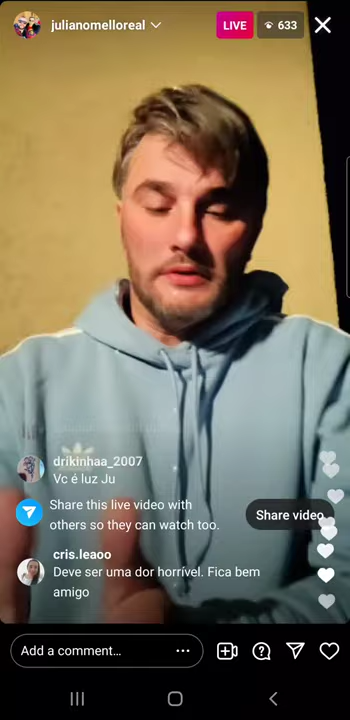 julianomelloreal
LIVE
633
drikinhaa_2007
Vc é luz Ju
Share this live video with
others so they can watch too.
Share video
cris.leaoo
Deve ser uma dor horrível. Fica bem
amigo
Add a comment...